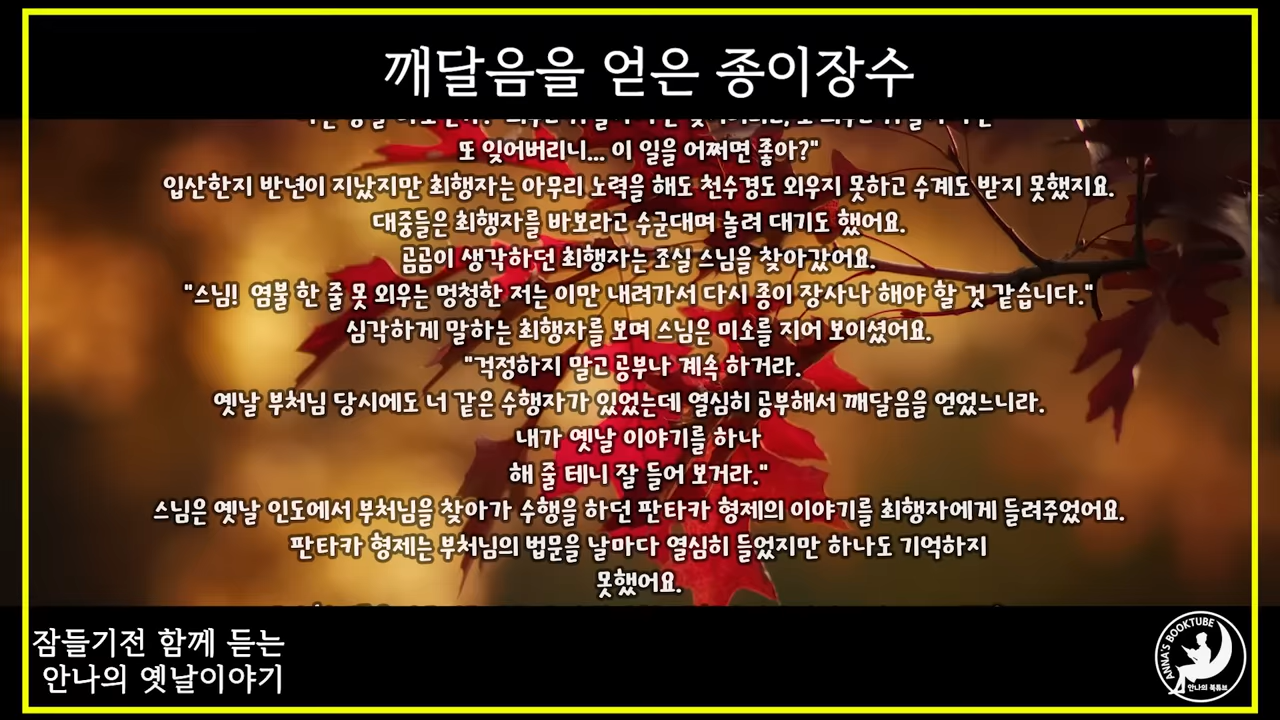 깨달음을 얻은 종이장수
또 잊어버리니... 이 일을 어쩌면 좋아?"
입산한지 반년이 지났지만 최행자는 아무리 노력을 해도 천수경도 외우지 못하고 수계도 받지 못했지요.
대중들은 최행자를 바보라고 수군대며 놀려 대기도 했어요.
곰곰이 생각하던 최행자는 조실 스님을 찾아갔어요.
"스님! 염불 한 줄 못 외우는 멍청한 저는 이만 내려가서 다시 종이 장사나 해야 할 것 같습니다."
심각하게 말하는 최행자를 보며 스님은 미소를 지어 보이셨어요.
"걱정하지 말고 공부나 계속 하거라.
옛날 부처님 당시에도 너 같은 수행자가 있었는데 열심히 공부해서 깨달음을 얻었느니라.
내가 옛날 이야기를 하나
해 줄 테니 잘 들어 보거라."
스님은 옛날 인도에서 부처님을 찾아가 수행을 하던 판타카 형제의 이야기를 최행자에게 들려주었어요.
판타카 형제는 부처님의 법문을 날마다 열심히 들었지만 하나도 기억하지
못했어요.
잠들기전 함께 듣는
안나의 옛날이야기
ANNA'S BOOKTUBE
안나의 북튜브